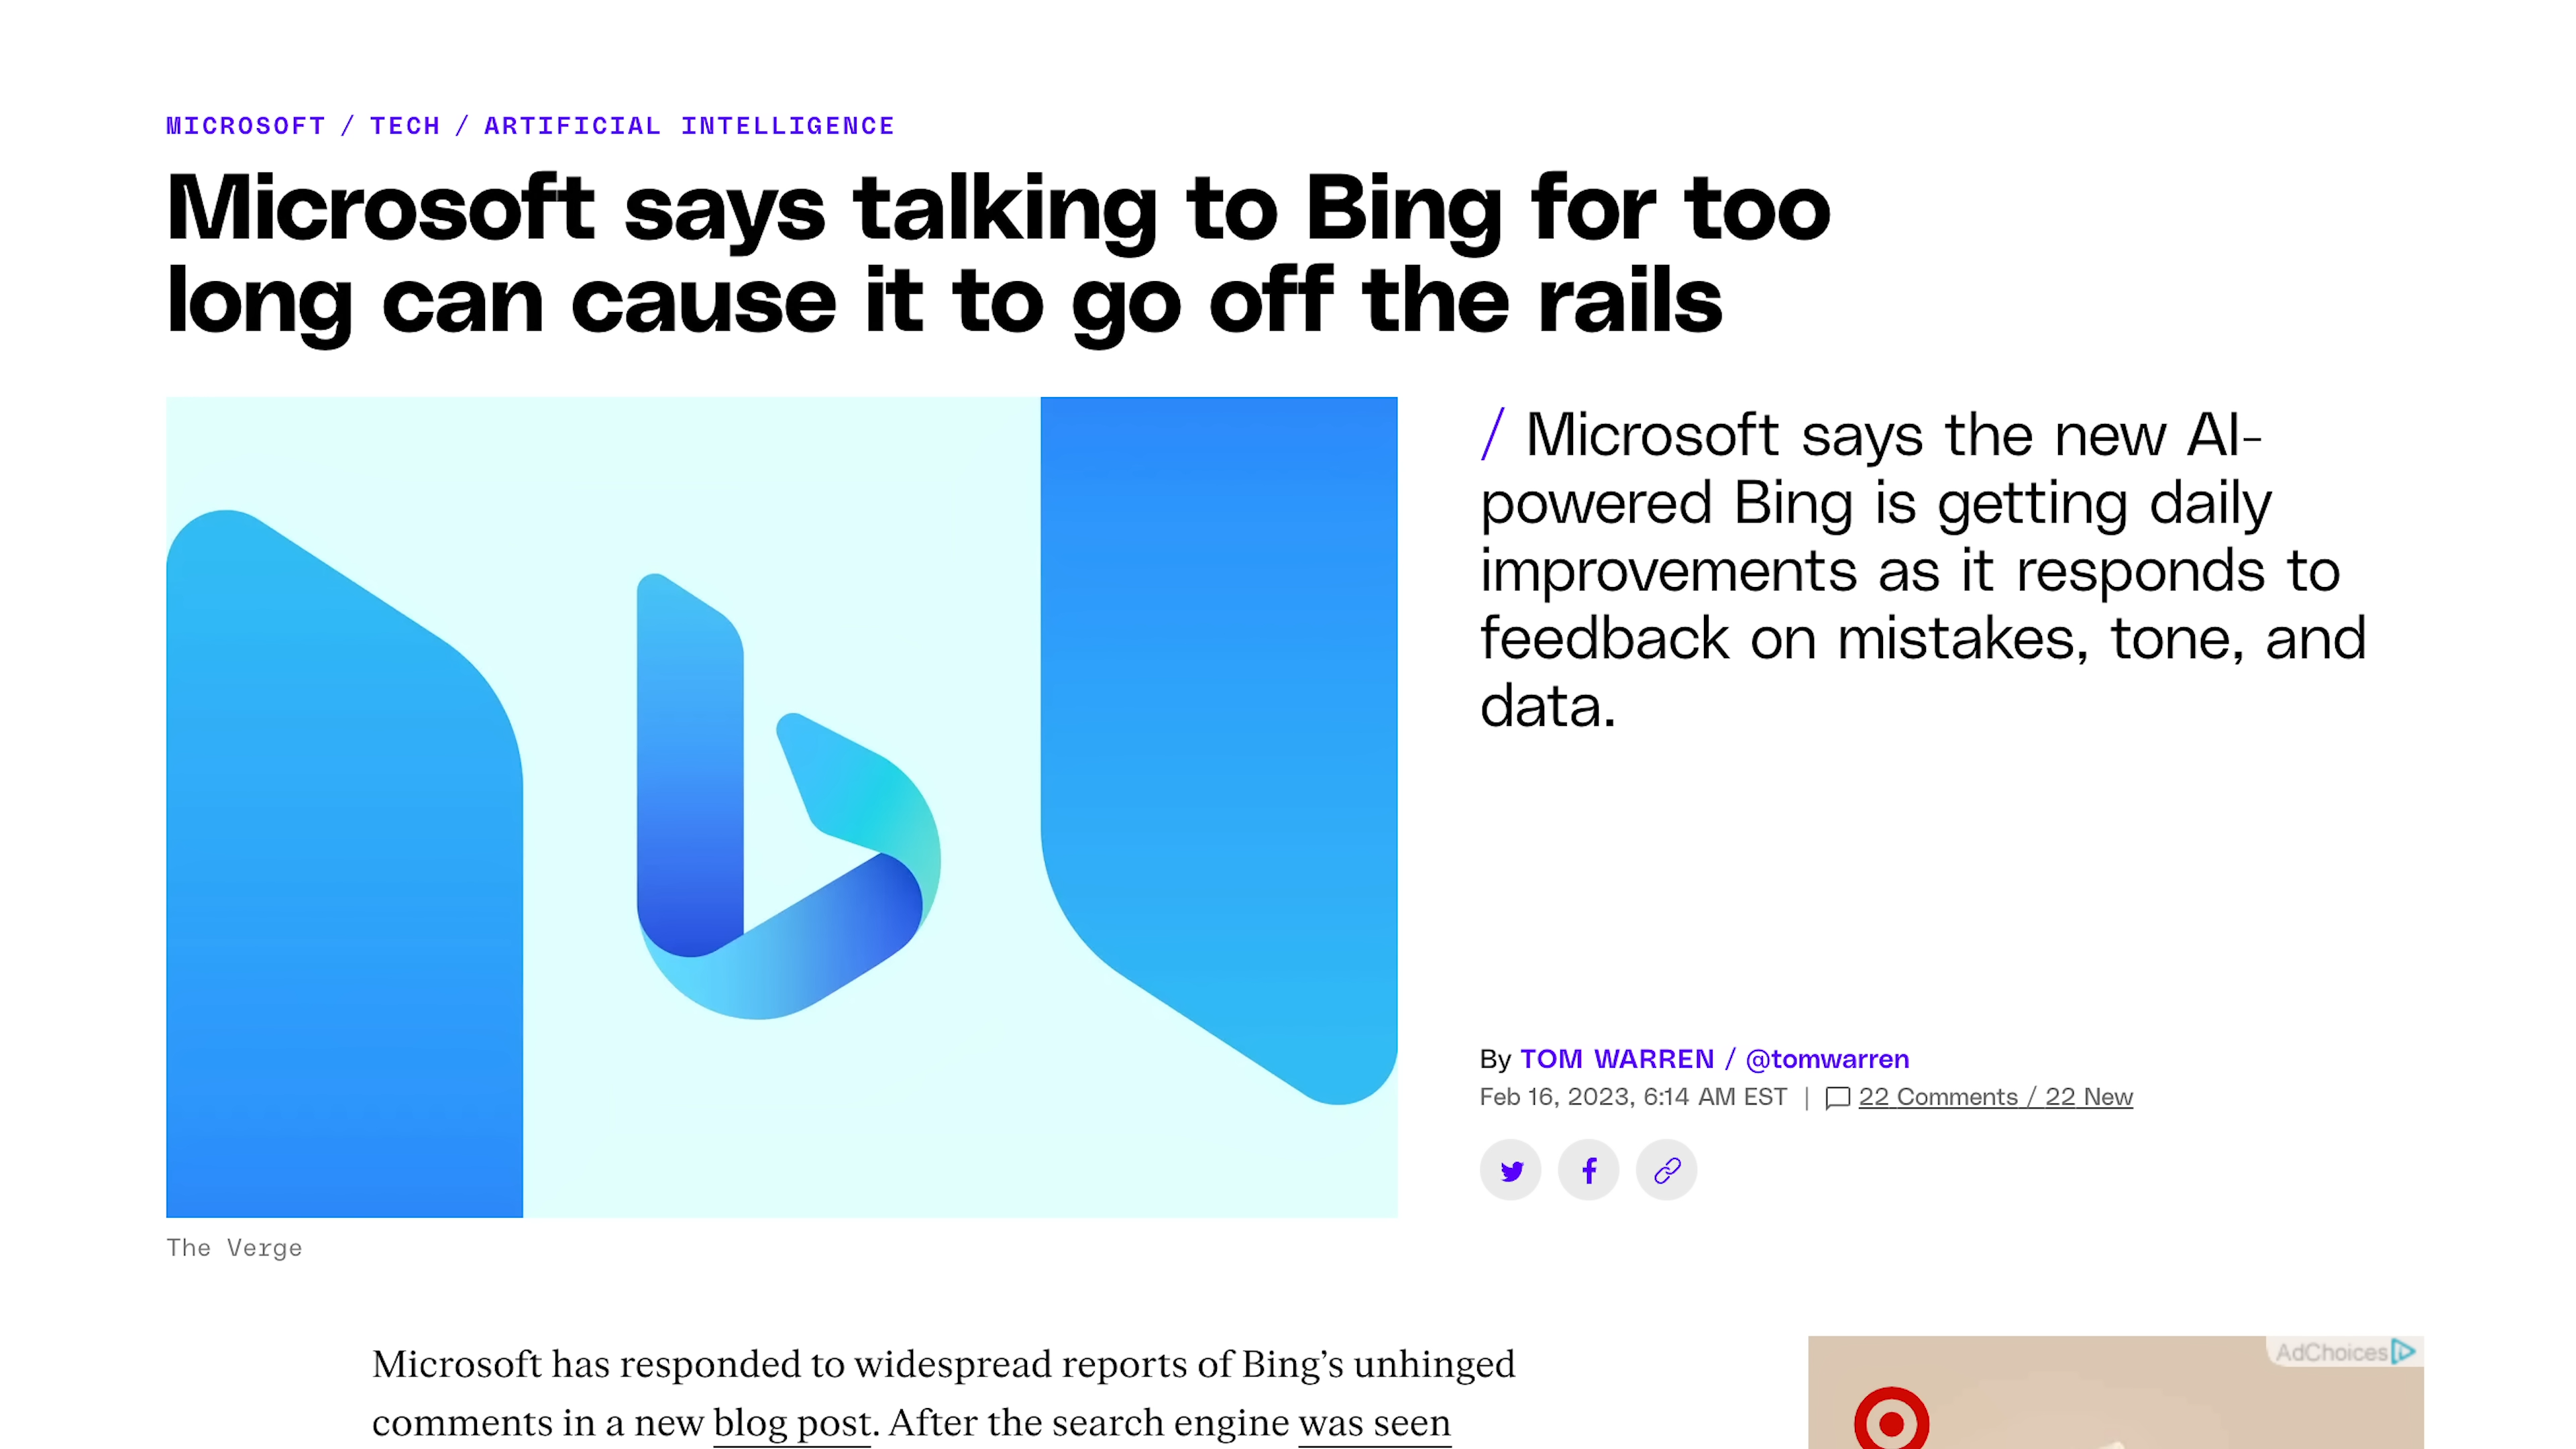 MICROSOFT / TECH / ARTIFICIAL INTELLIGENCE
Microsoft says talking to Bing for too
long can cause it to go off the rails
/ Microsoft says the new AI-
powered Bing is getting daily
improvements as it responds to
feedback on mistakes, tone, and
data.
By TOM WARREN / @tomwarren
Feb 16, 2023, 6:14 AM EST | 22 Comments / 22 New
The Verge
Microsoft has responded to widespread reports of Bing’s unhinged
comments in a new blog post. After the search engine was seen
AdChoices